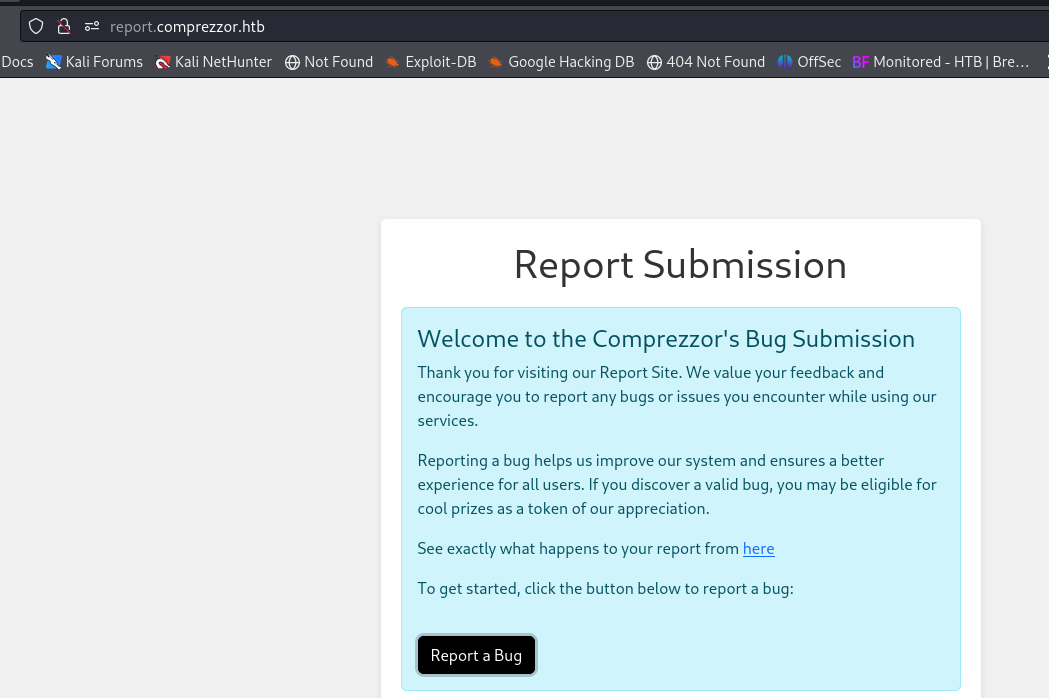 report.comprezzor.htb
Docs Kali Forums Kali NetHunter Not Found Exploit-DB Google Hacking DB 404 Not Found OffSec BF Monitored - HTB | Bre…
Report Submission
Welcome to the Comprezzor's Bug Submission
Thank you for visiting our Report Site. We value your feedback and
encourage you to report any bugs or issues you encounter while using our
services.
Reporting a bug helps us improve our system and ensures a better
experience for all users. If you discover a valid bug, you may be eligible for
cool prizes as a token of our appreciation.
See exactly what happens to your report from here
To get started, click the button below to report a bug:
Report a Bug